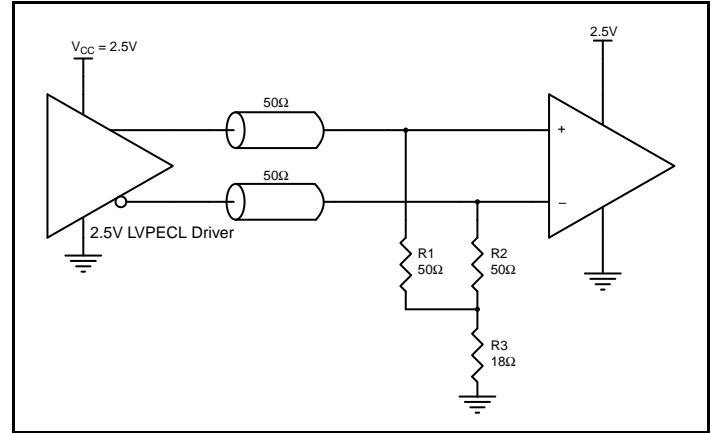 V_CC = 2.5V
2.5V
50Ω
+
50Ω
−
2.5V LVPECL Driver
R1
50Ω
R2
50Ω
R3
18Ω